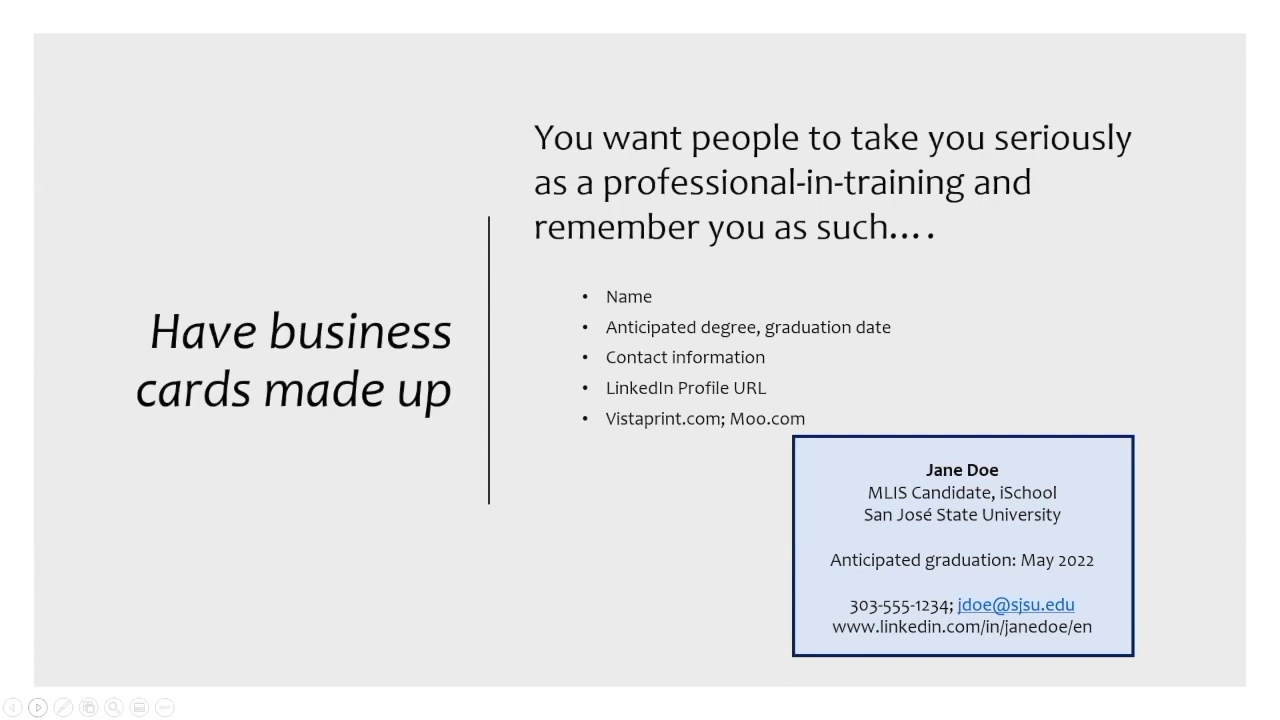 Have business
cards made up
You want people to take you seriously
as a professional-in-training and
remember you as such….
• Name
• Anticipated degree, graduation date
• Contact information
• LinkedIn Profile URL
• Vistaprint.com; Moo.com
Jane Doe
MLIS Candidate, iSchool
San José State University
Anticipated graduation: May 2022
303-555-1234; jdoe@sjsu.edu
www.linkedin.com/in/janedoe/en